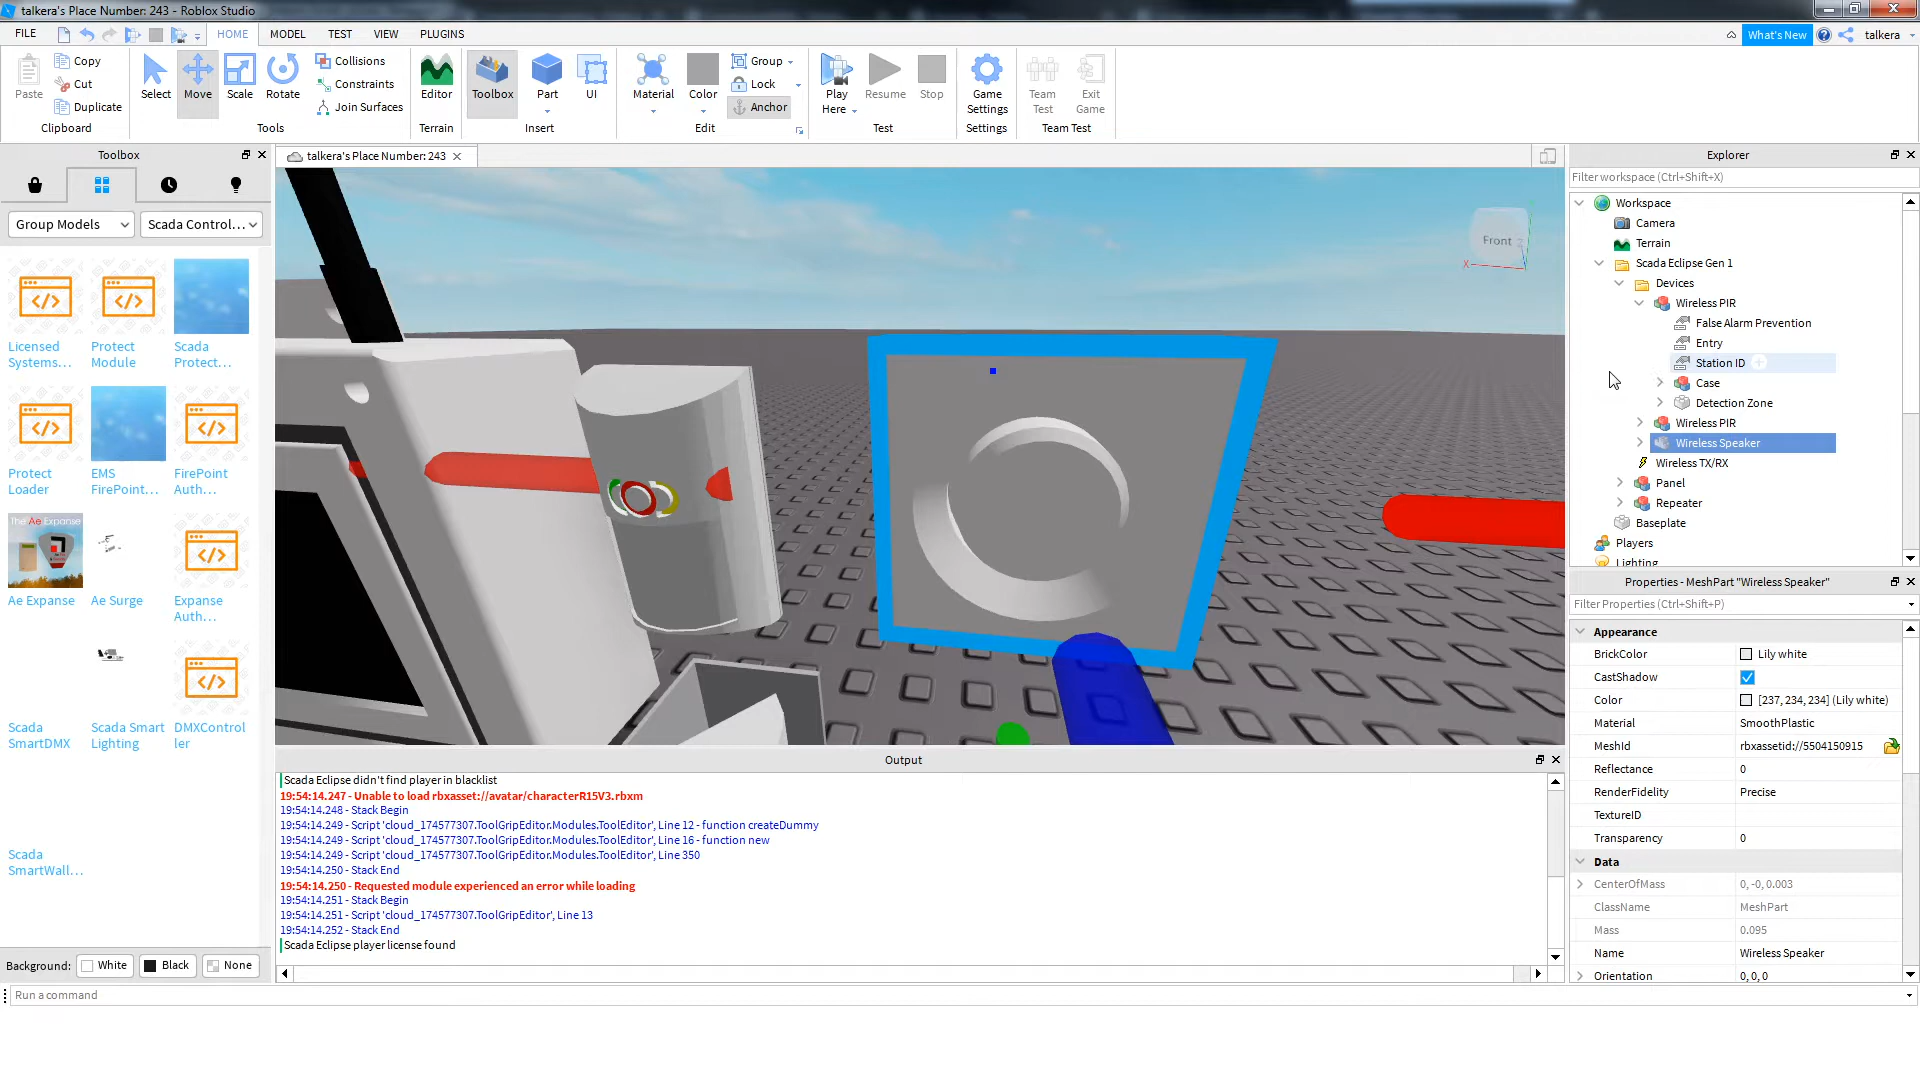 talkera's Place Number: 243 - Roblox Studio
FILE
HOME
MODEL
TEST
VIEW
PLUGINS
What's New
talkera
Paste
Copy
Cut
Duplicate
Clipboard
Select
Move
Scale
Rotate
Collisions
Constraints
Join Surfaces
Tools
Editor
Terrain
Toolbox
Part
UI
Insert
Material
Color
Group
Lock
Anchor
Edit
Play
Here
Resume
Stop
Test
Game
Settings
Settings
Team
Test
Exit
Game
Team Test
Toolbox
Group Models
Scada Control...
Licensed
Systems...
Protect
Module
Scada
Protect...
Protect
Loader
EMS
FirePoint...
FirePoint
Auth...
The Ae Expanse
Ae Expanse
Ae Surge
Expanse
Auth...
Scada
SmartDMX
Scada Smart
Lighting
DMXControl
ler
Scada
SmartWall...
Background:
White
Black
None
talkera's Place Number: 243
Front
X
Z
Output
Scada Eclipse didn't find player in blacklist
19:54:14.247 - Unable to load rbxasset://avatar/characterR15V3.rbxm
19:54:14.248 - Stack Begin
19:54:14.249 - Script 'cloud_174577307.ToolGripEditor.Modules.ToolEditor', Line 12 - function createDummy
19:54:14.249 - Script 'cloud_174577307.ToolGripEditor.Modules.ToolEditor', Line 16 - function new
19:54:14.249 - Script 'cloud_174577307.ToolGripEditor.Modules.ToolEditor', Line 350
19:54:14.250 - Stack End
19:54:14.250 - Requested module experienced an error while loading
19:54:14.251 - Stack Begin
19:54:14.251 - Script 'cloud_174577307.ToolGripEditor', Line 13
19:54:14.252 - Stack End
Scada Eclipse player license found
Run a command
Explorer
Filter workspace (Ctrl+Shift+X)
Workspace
Camera
Terrain
Scada Eclipse Gen 1
Devices
Wireless PIR
False Alarm Prevention
Entry
Station ID
Case
Detection Zone
Wireless PIR
Wireless Speaker
Wireless TX/RX
Panel
Repeater
Baseplate
Players
Lighting
Properties - MeshPart "Wireless Speaker"
Filter Properties (Ctrl+Shift+P)
Appearance
BrickColor Lily white
CastShadow
Color [237, 234, 234] (Lily white)
Material SmoothPlastic
MeshId rbxassetid://5504150915
Reflectance 0
RenderFidelity Precise
TextureID
Transparency 0
Data
CenterOfMass 0, -0, 0.003
ClassName MeshPart
Mass 0.095
Name Wireless Speaker
Orientation 0, 0, 0